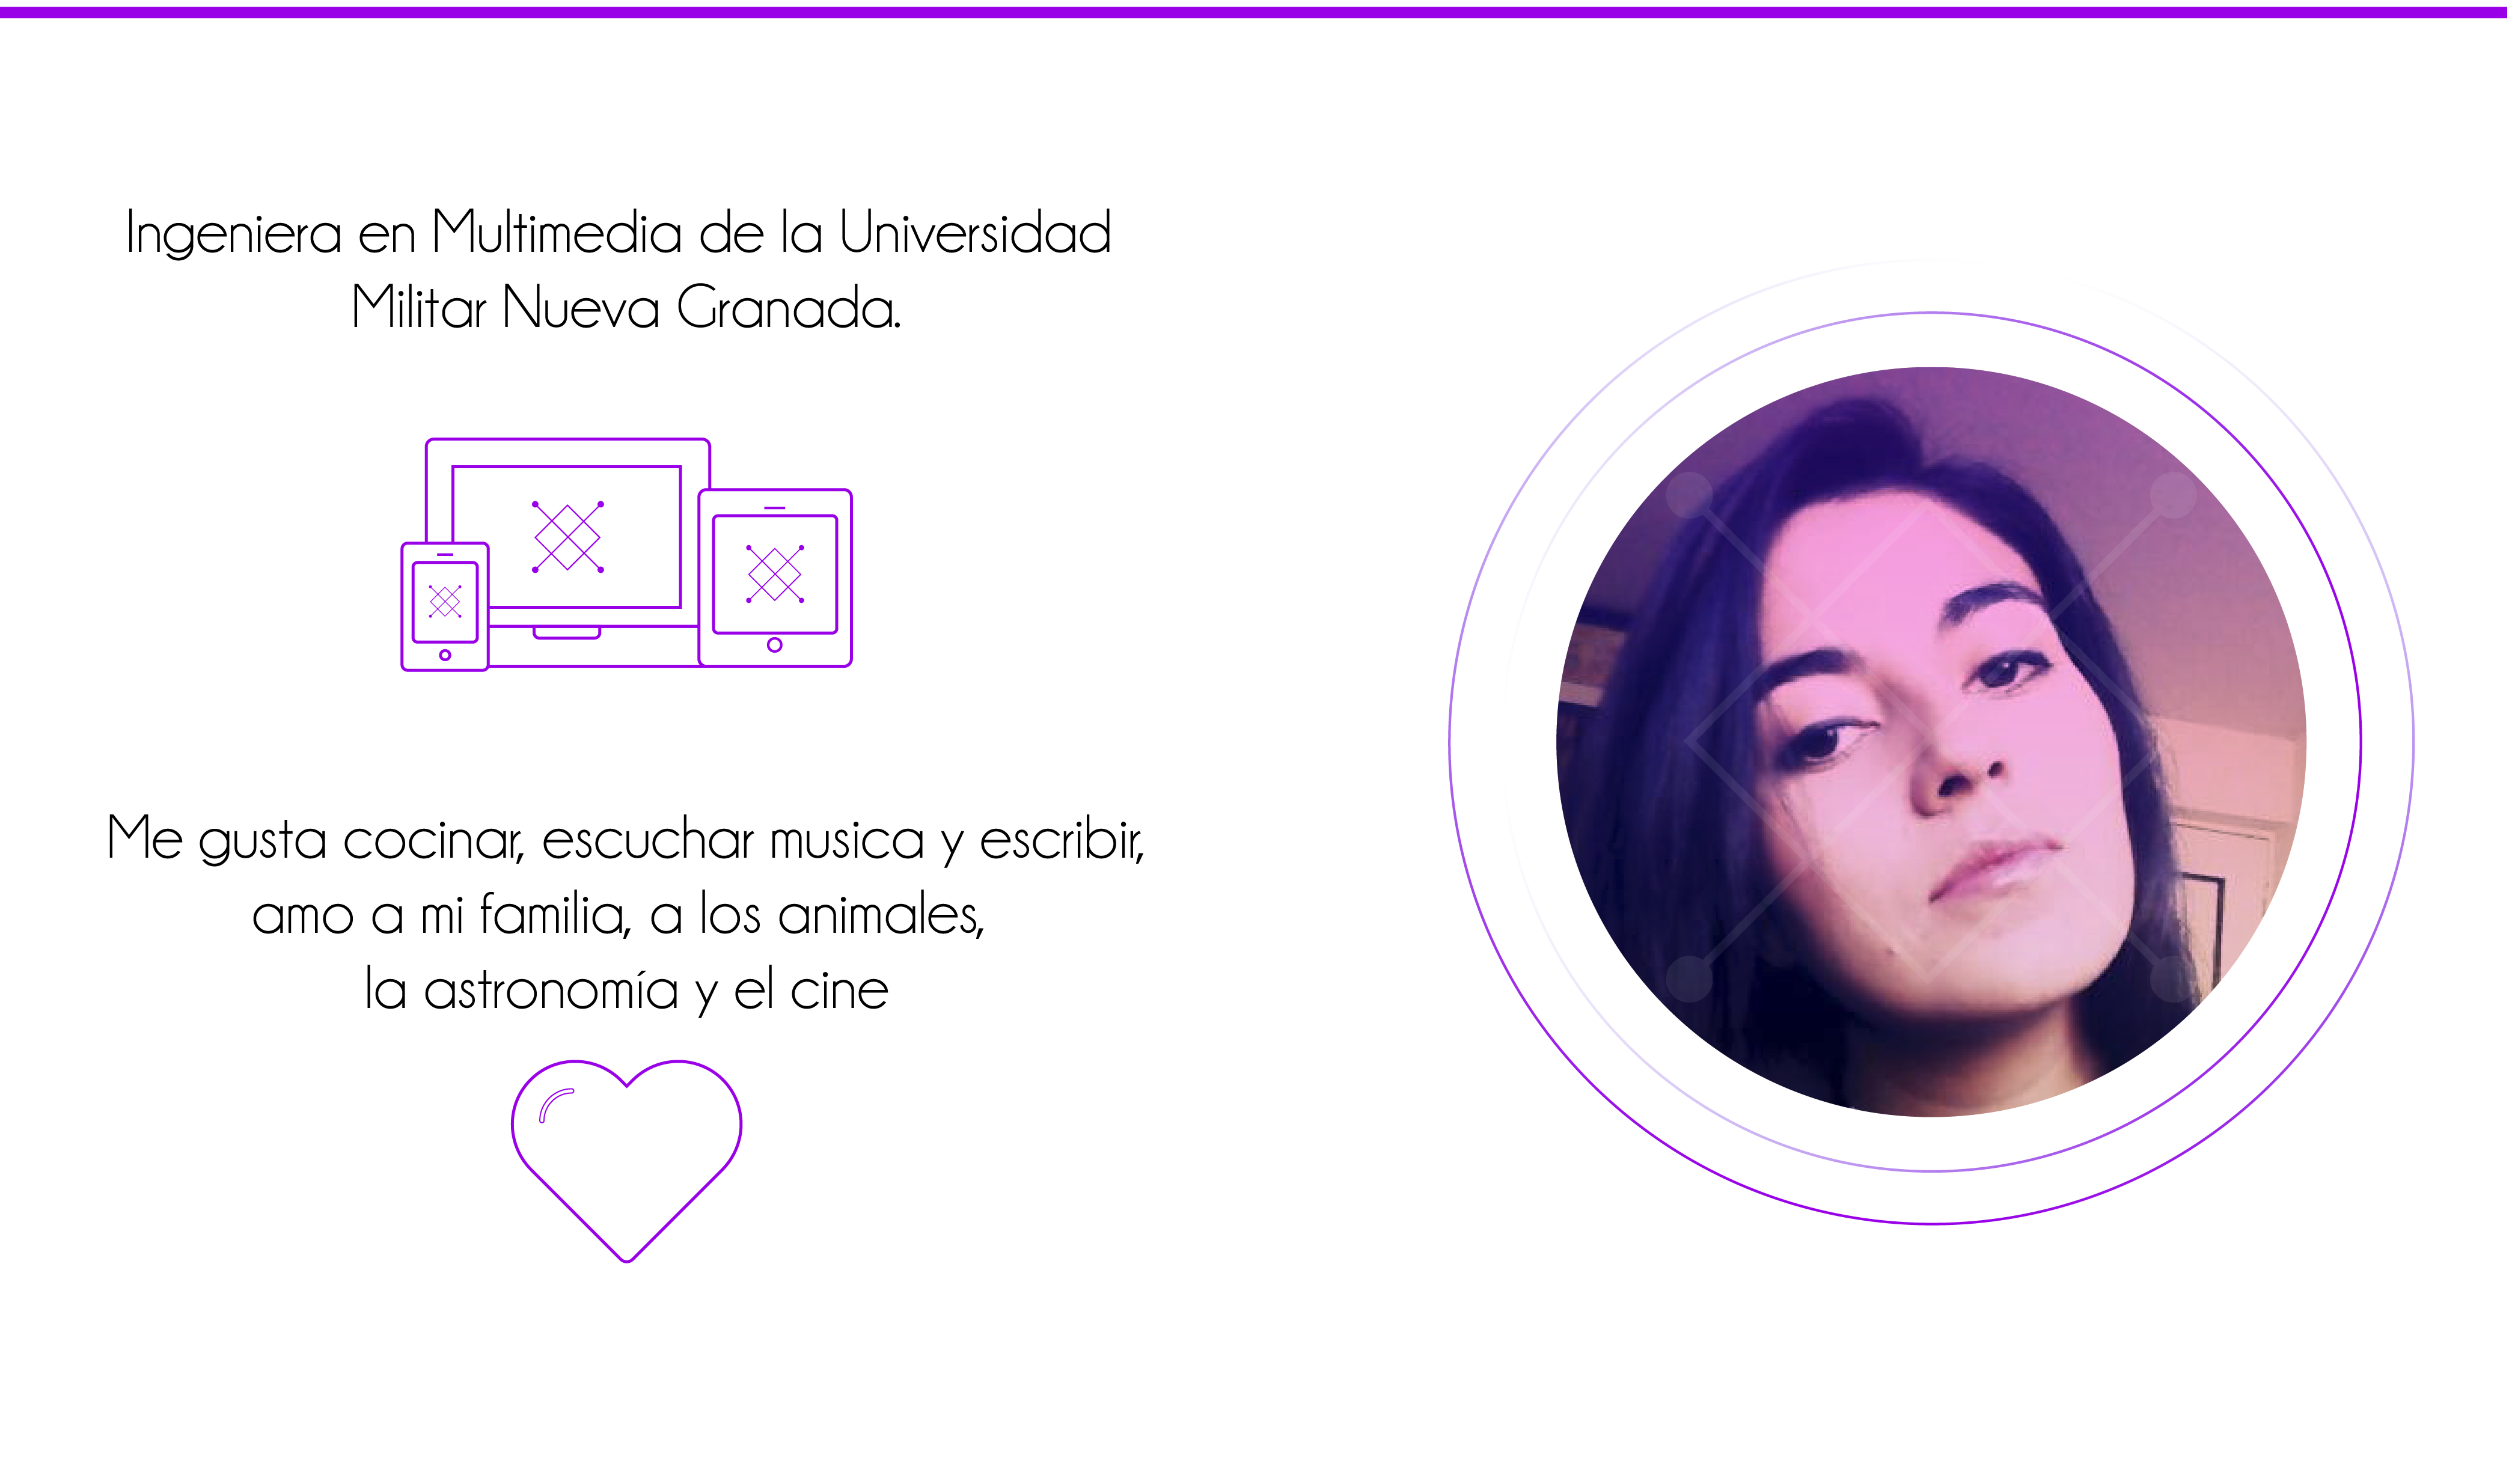 Ingeniera en Multimedia de la Universidad
Militar Nueva Granada.
Me gusta cocinar, escuchar musica y escribir,
amo a mi familia, a los animales,
la astronomía y el cine